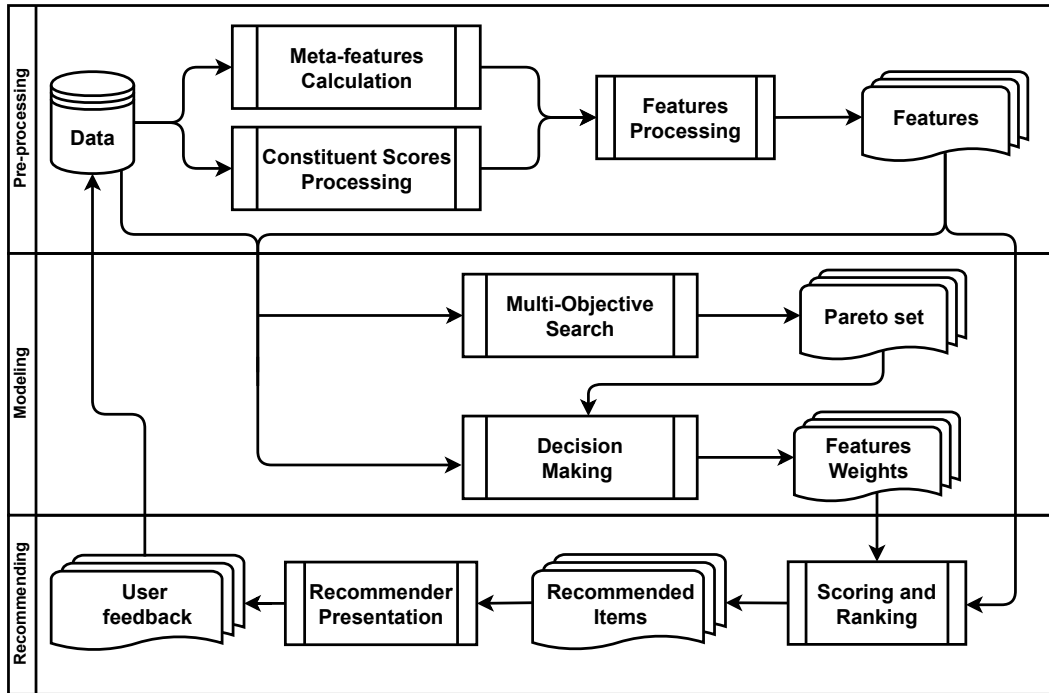 Pre-processing
Meta-features
Calculation
Data
Constituent Scores
Processing
Features
Processing
Features
Modeling
Multi-Objective
Search
Pareto set
Decision
Making
Features
Weights
Recommending
User
feedback
Recommender
Presentation
Recommended
Items
Scoring and
Ranking